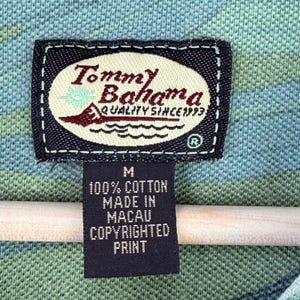 Tommy
Bahama
QUALITY SINCE 1993
®
M
100% COTTON
MADE IN
MACAU
COPYRIGHTED
PRINT